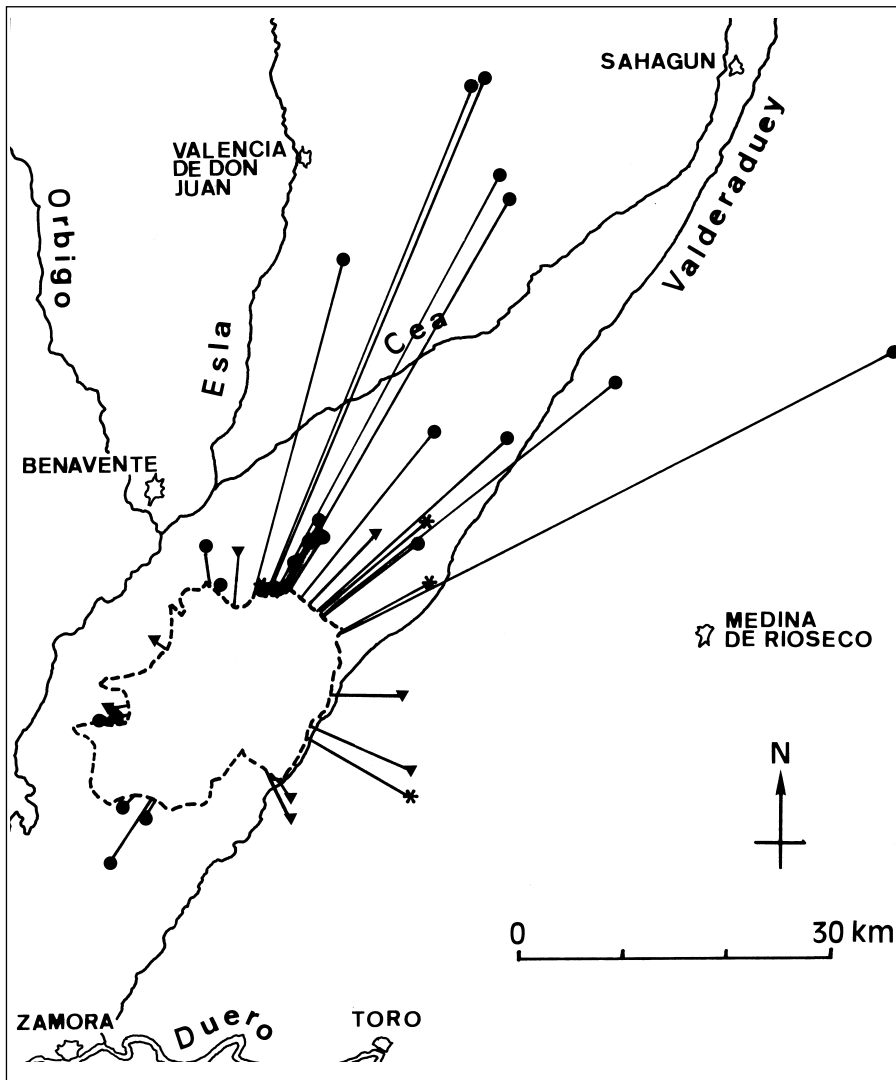 SAHAGUN
Valderaduey
VALENCIA
DE DON
JUAN
Orbigo
Esla
Cea
BENAVENTE
MEDINA
DE RIOSECO
N
0 30 km
ZAMORA
Duero
TORO